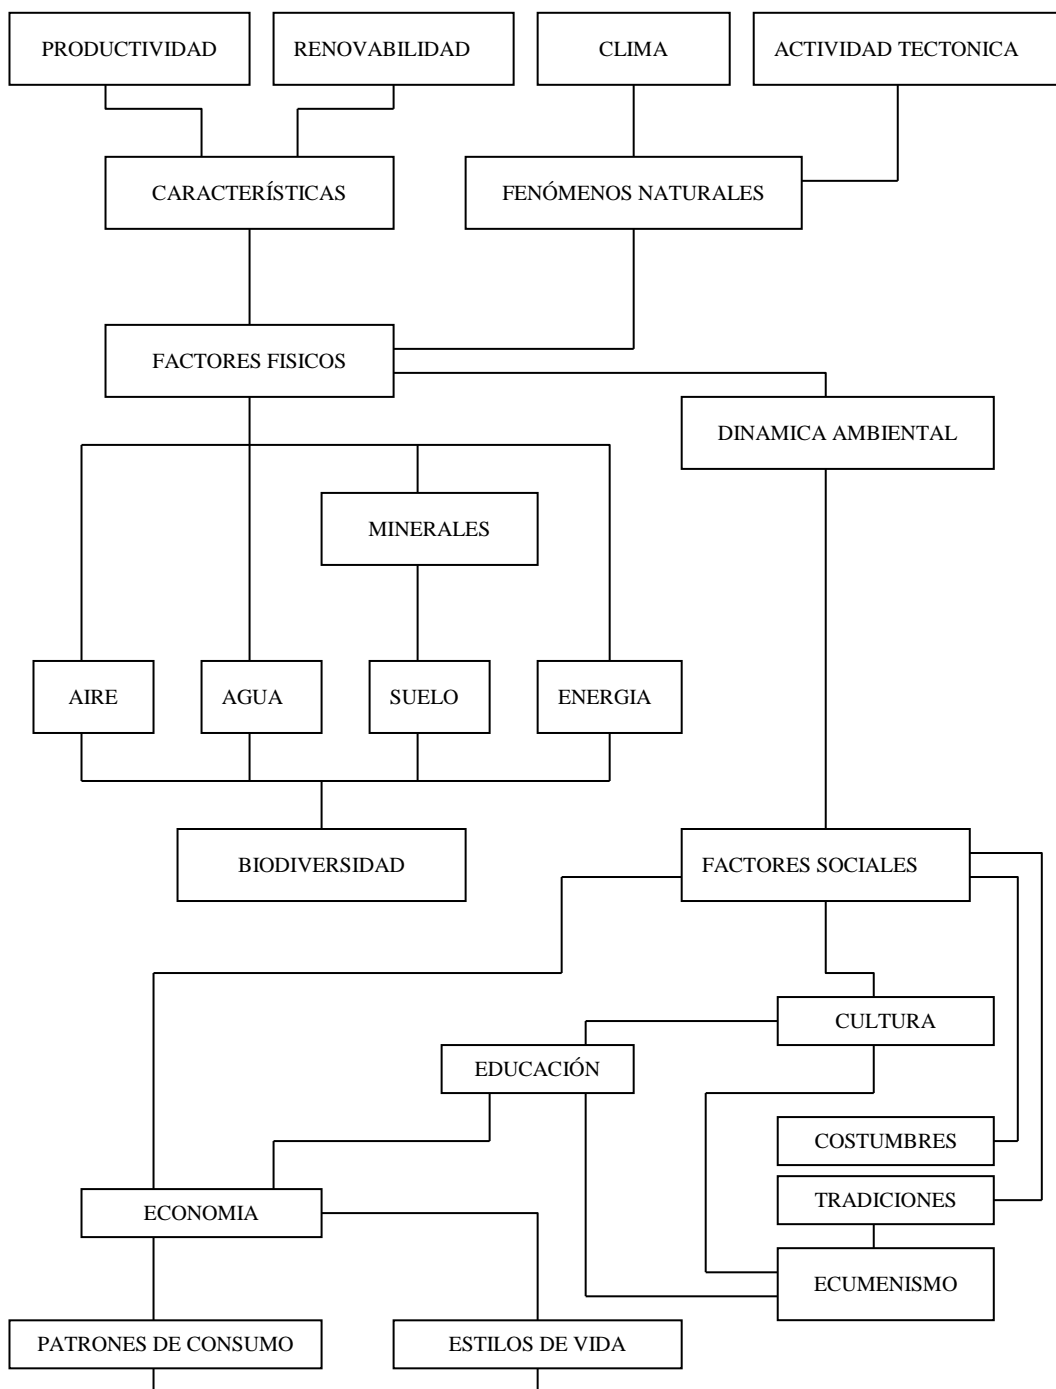 PRODUCTIVIDAD
RENOVABILIDAD
CLIMA
ACTIVIDAD TECTONICA
CARACTERÍSTICAS
FENÓMENOS NATURALES
FACTORES FISICOS
DINAMICA AMBIENTAL
MINERALES
AIRE
AGUA
SUELO
ENERGIA
BIODIVERSIDAD
FACTORES SOCIALES
CULTURA
EDUCACIÓN
COSTUMBRES
TRADICIONES
ECONOMIA
ECUMENISMO
PATRONES DE CONSUMO
ESTILOS DE VIDA